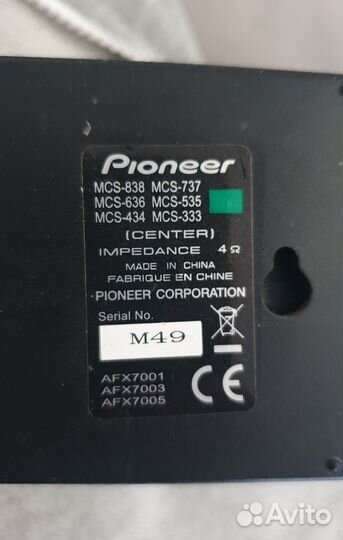 Pioneer
MCS-838 MCS-737
MCS-636 MCS-535
MCS-434 MCS-333
(CENTER)
IMPEDANCE 4Ω
MADE IN CHINA
FABRIQUE EN CHINE
PIONEER CORPORATION
Serial No.
M49
AFX7001
AFX7003
AFX7005
CE
Avito